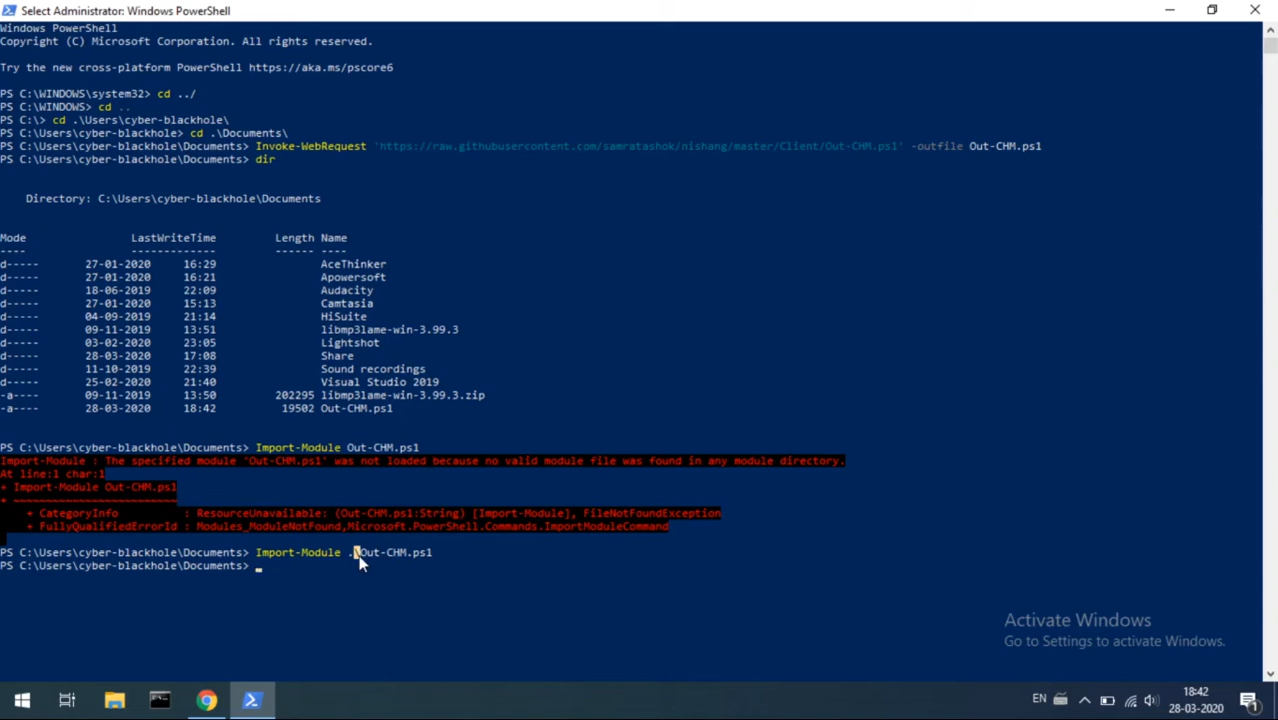 Select Administrator: Windows PowerShell
Windows PowerShell
Copyright (C) Microsoft Corporation. All rights reserved.
Try the new cross-platform PowerShell https://aka.ms/pscore6
PS C:\WINDOWS\system32> cd ../
PS C:\WINDOWS> cd ..
PS C:\> cd .\Users\cyber-blackhole\
PS C:\Users\cyber-blackhole> cd .\Documents\
PS C:\Users\cyber-blackhole\Documents> Invoke-WebRequest 'https://raw.githubusercontent.com/samratashok/nishang/master/Client/Out-CHM.ps1' -outfile Out-CHM.ps1
PS C:\Users\cyber-blackhole\Documents> dir
Directory: C:\Users\cyber-blackhole\Documents
Mode LastWriteTime Length Name
---- ------------- ------ ----
d----- 27-01-2020 16:29 AceThinker
d----- 27-01-2020 16:21 Apowersoft
d----- 18-06-2019 22:09 Audacity
d----- 27-01-2020 15:13 Camtasia
d----- 04-09-2019 21:14 HiSuite
d----- 09-11-2019 13:51 libmp3lame-win-3.99.3
d----- 03-02-2020 23:05 Lightshot
d----- 28-03-2020 17:08 Share
d----- 11-10-2019 22:39 Sound recordings
d----- 25-02-2020 21:40 Visual Studio 2019
-a---- 09-11-2019 13:50 202295 libmp3lame-win-3.99.3.zip
-a---- 28-03-2020 18:42 19502 Out-CHM.ps1
PS C:\Users\cyber-blackhole\Documents> Import-Module Out-CHM.ps1
Import-Module : The specified module 'Out-CHM.ps1' was not loaded because no valid module file was found in any module directory.
At line:1 char:1
+ Import-Module Out-CHM.ps1
+ ~~~~~~~~~~~~~~~~~~~~~~~~~
+ CategoryInfo : ResourceUnavailable: (Out-CHM.ps1:String) [Import-Module], FileNotFoundException
+ FullyQualifiedErrorId : Modules_ModuleNotFound,Microsoft.PowerShell.Commands.ImportModuleCommand
PS C:\Users\cyber-blackhole\Documents> Import-Module .\Out-CHM.ps1
PS C:\Users\cyber-blackhole\Documents>
Activate Windows
Go to Settings to activate Windows.
EN
18:42
28-03-2020
1